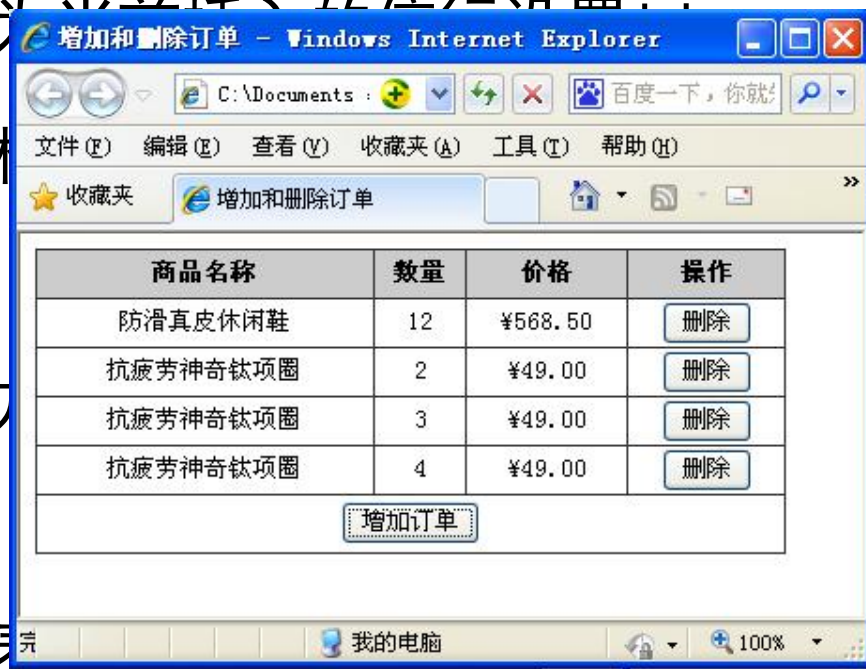 增加和删除订单 - Windows Internet Explorer
C:\Documents
百度一下，你就
文件(F) 编辑(E) 查看(V) 收藏夹(A) 工具(T) 帮助(H)
收藏夹 增加和删除订单 »
商品名称 数量 价格 操作
防滑真皮休闲鞋 12 ¥568.50 删除
抗疲劳神奇钛项圈 2 ¥49.00 删除
抗疲劳神奇钛项圈 3 ¥49.00 删除
抗疲劳神奇钛项圈 4 ¥49.00 删除
增加订单
完 我的电脑 100%